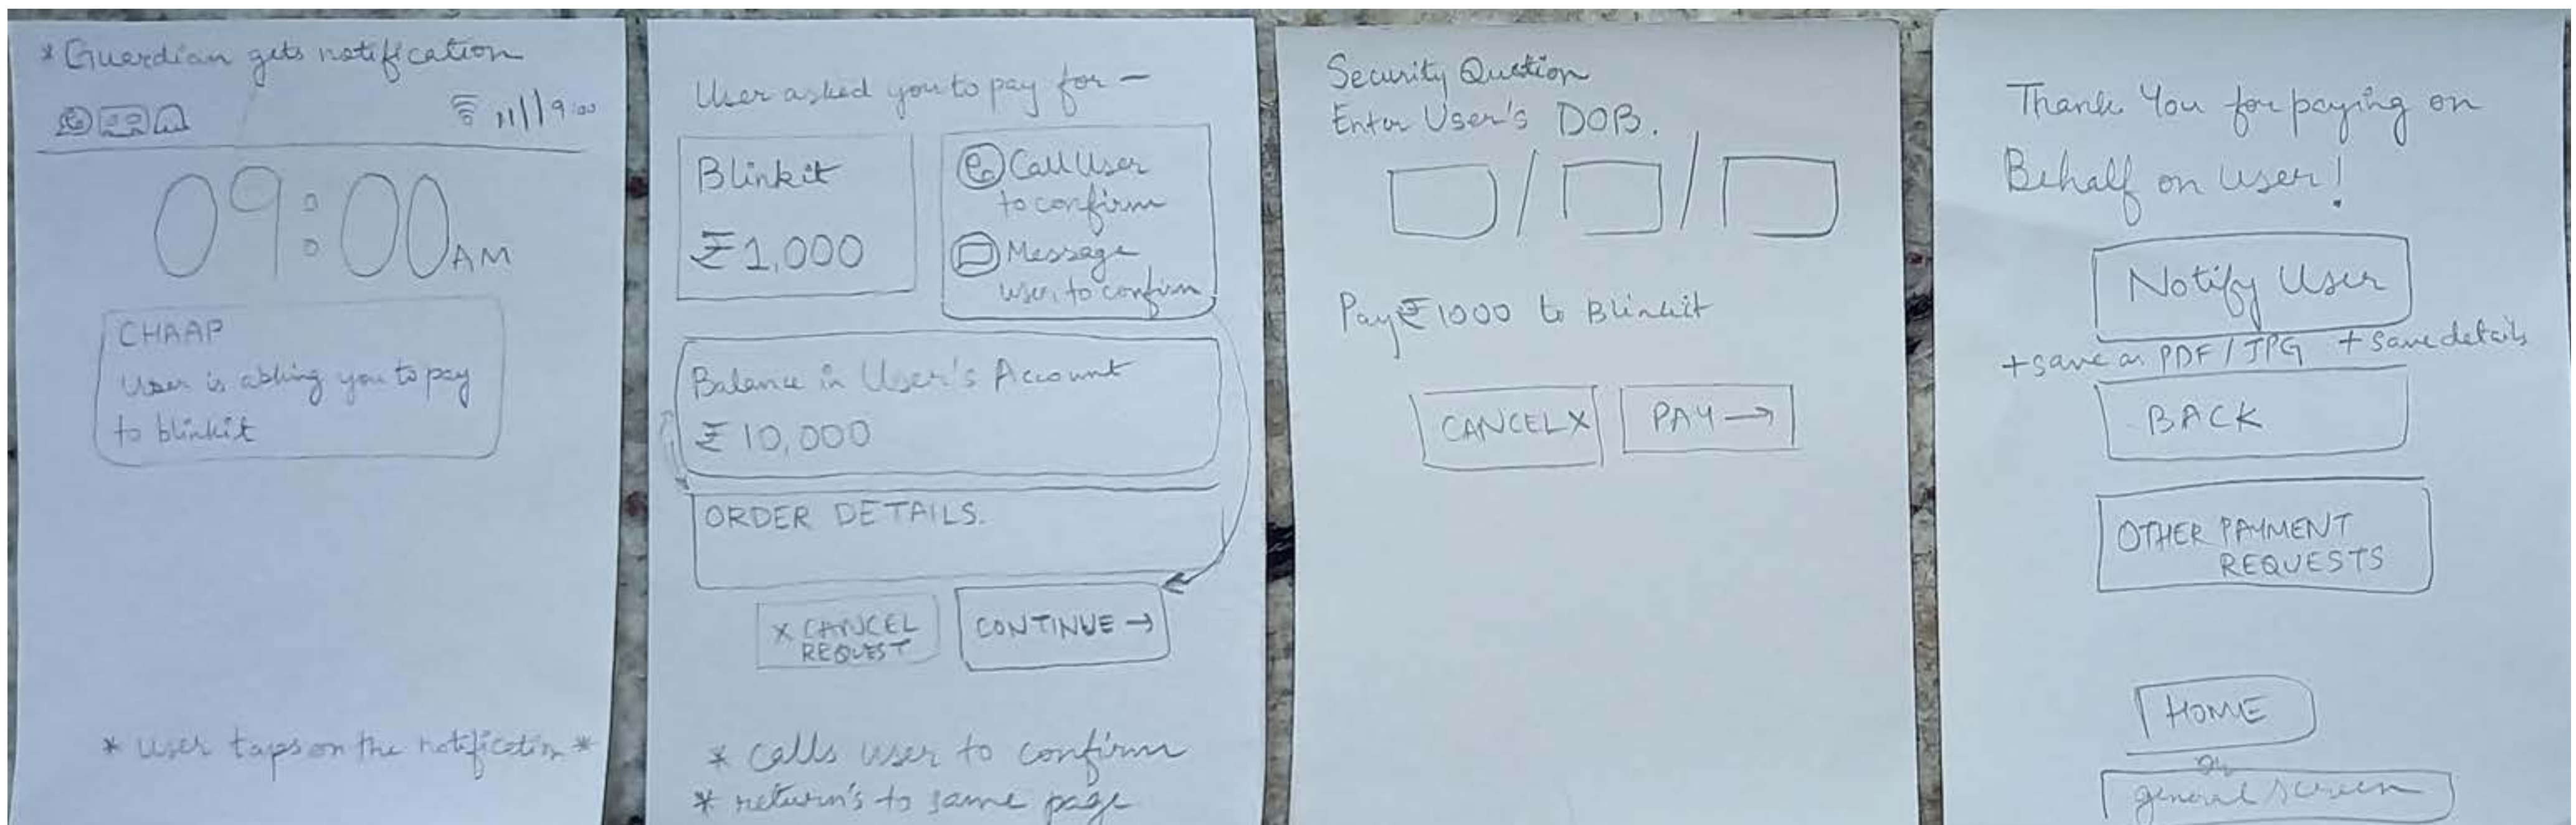 * Guardian gets notification
9:00
09:00 AM
CHAAP
User is asking you to pay
to blinkit
* user taps on the notification *
User asked you to pay for –
Blinkit
₹1,000
Call User
to confirm
Message
user to confirm
Balance in User's Account
₹ 10,000
ORDER DETAILS.
X CANCEL
REQUEST
CONTINUE →
* calls user to confirm
* return's to same page
Security Question
Enter User's DOB.
/ /
Pay ₹1000 to Blinkit
CANCEL X
PAY →
Thank You for paying on
Behalf on user!
Notify User
+ save as PDF / JPG + Save details
BACK
OTHER PAYMENT
REQUESTS
HOME
or
general screen